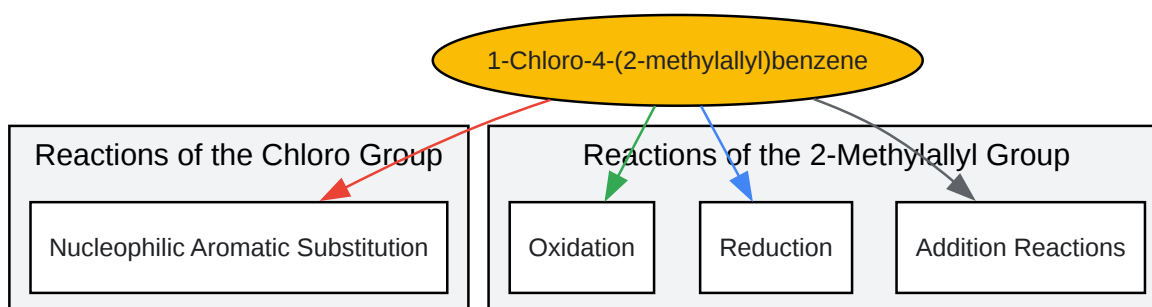 1-Chloro-4-(2-methylallyl)benzene
Reactions of the Chloro Group
Reactions of the 2-Methylallyl Group
Nucleophilic Aromatic Substitution
Oxidation
Reduction
Addition Reactions